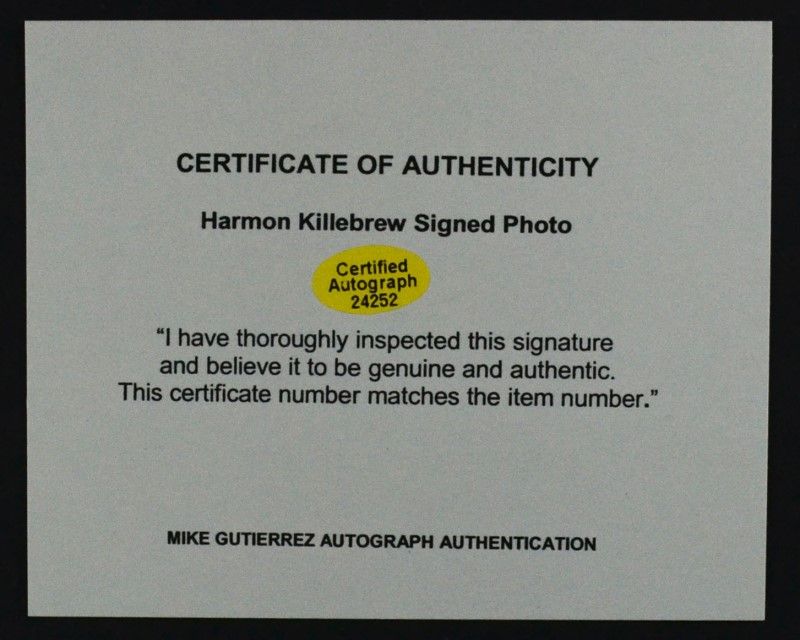 CERTIFICATE OF AUTHENTICITY
Harmon Killebrew Signed Photo
Certified
Autograph
24252
“I have thoroughly inspected this signature
and believe it to be genuine and authentic.
This certificate number matches the item number.”
MIKE GUTIERREZ AUTOGRAPH AUTHENTICATION